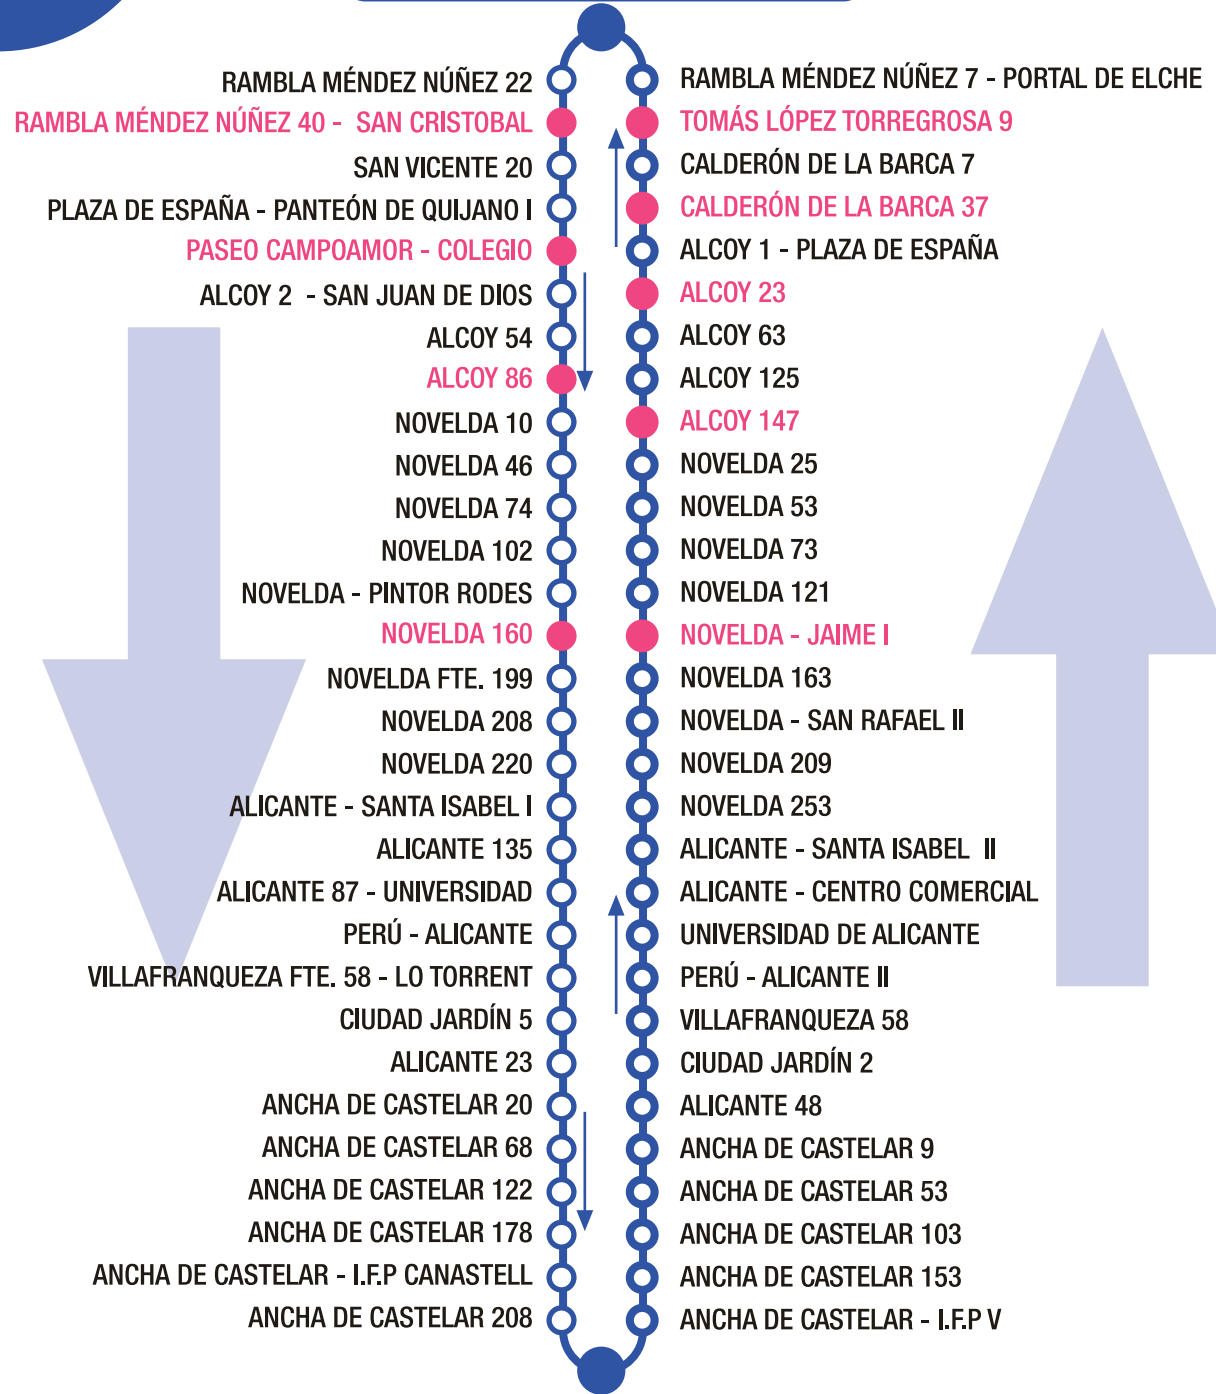 RAMBLA MÉNDEZ NÚÑEZ 22
RAMBLA MÉNDEZ NÚÑEZ 40 - SAN CRISTOBAL
SAN VICENTE 20
PLAZA DE ESPAÑA - PANTEÓN DE QUIJANO I
PASEO CAMPOAMOR - COLEGIO
ALCOY 2 - SAN JUAN DE DIOS
ALCOY 54
ALCOY 86
NOVELDA 10
NOVELDA 46
NOVELDA 74
NOVELDA 102
NOVELDA - PINTOR RODES
NOVELDA 160
NOVELDA FTE. 199
NOVELDA 208
NOVELDA 220
ALICANTE - SANTA ISABEL I
ALICANTE 135
ALICANTE 87 - UNIVERSIDAD
PERÚ - ALICANTE
VILLAFRANQUEZA FTE. 58 - LO TORRENT
CIUDAD JARDÍN 5
ALICANTE 23
ANCHA DE CASTELAR 20
ANCHA DE CASTELAR 68
ANCHA DE CASTELAR 122
ANCHA DE CASTELAR 178
ANCHA DE CASTELAR - I.F.P CANASTELL
ANCHA DE CASTELAR 208
RAMBLA MÉNDEZ NÚÑEZ 7 - PORTAL DE ELCHE
TOMÁS LÓPEZ TORREGROSA 9
CALDERÓN DE LA BARCA 7
CALDERÓN DE LA BARCA 37
ALCOY 1 - PLAZA DE ESPAÑA
ALCOY 23
ALCOY 63
ALCOY 125
ALCOY 147
NOVELDA 25
NOVELDA 53
NOVELDA 73
NOVELDA 121
NOVELDA - JAIME I
NOVELDA 163
NOVELDA - SAN RAFAEL II
NOVELDA 209
NOVELDA 253
ALICANTE - SANTA ISABEL II
ALICANTE - CENTRO COMERCIAL
UNIVERSIDAD DE ALICANTE
PERÚ - ALICANTE II
VILLAFRANQUEZA 58
CIUDAD JARDÍN 2
ALICANTE 48
ANCHA DE CASTELAR 9
ANCHA DE CASTELAR 53
ANCHA DE CASTELAR 103
ANCHA DE CASTELAR 153
ANCHA DE CASTELAR - I.F.P V